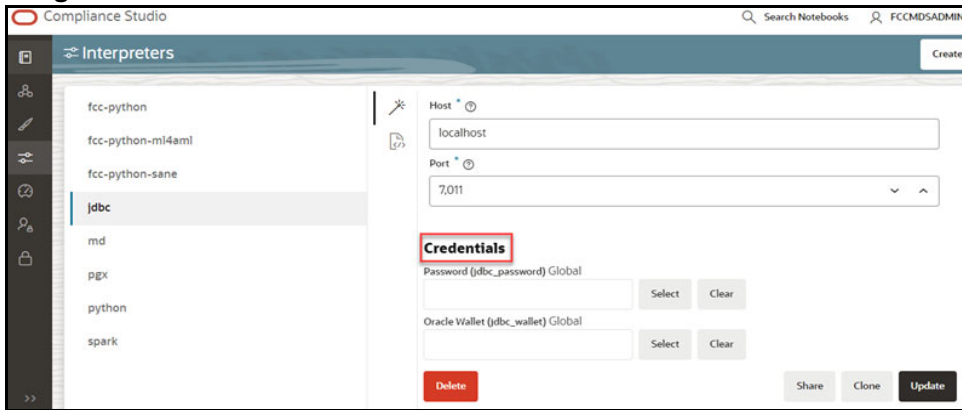 Compliance Studio
Search Notebooks
FCCMDSADMIN
Interpreters
Create
fcc-python
fcc-python-ml4aml
fcc-python-sane
jdbc
md
pgx
python
spark
Host *
localhost
Port *
7,011
Credentials
Password (jdbc_password) Global
Select Clear
Oracle Wallet (jdbc_wallet) Global
Select Clear
Delete Share Clone Update
>>